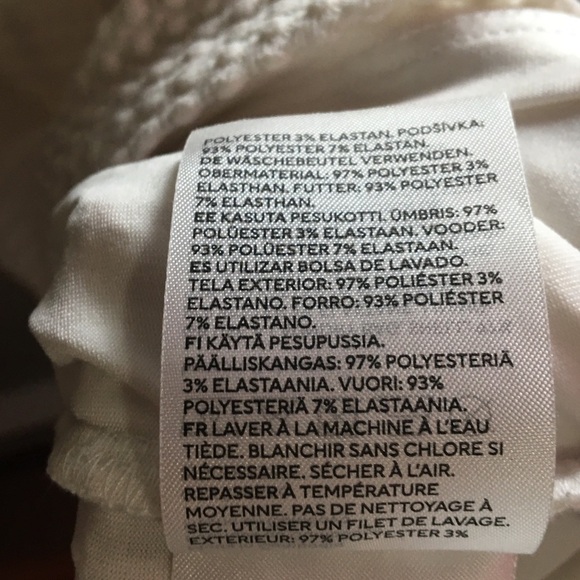 POLYESTER 3% ELASTAN. PODŠÍVKA:
93% POLYESTER 7% ELASTAN.
DE WÄSCHEBEUTEL VERWENDEN.
OBERMATERIAL: 97% POLYESTER 3%
ELASTHAN. FUTTER: 93% POLYESTER
7% ELASTHAN.
EE KASUTA PESUKOTTI. ÜMBRIS: 97%
POLÜESTER 3% ELASTAAN. VOODER:
93% POLÜESTER 7% ELASTAAN.
ES UTILIZAR BOLSA DE LAVADO.
TELA EXTERIOR: 97% POLIÉSTER 3%
ELASTANO. FORRO: 93% POLIÉSTER
7% ELASTANO.
FI KÄYTÄ PESUPUSSIA.
PÄÄLLISKANGAS: 97% POLYESTERIÄ
3% ELASTAANIA. VUORI: 93%
POLYESTERIÄ 7% ELASTAANIA.
FR LAVER À LA MACHINE À L'EAU
TIÈDE. BLANCHIR SANS CHLORE SI
NÉCESSAIRE. SÉCHER À L'AIR.
REPASSER À TEMPÉRATURE
MOYENNE. PAS DE NETTOYAGE À
SEC. UTILISER UN FILET DE LAVAGE.
EXTERIEUR: 97% POLYESTER 3%